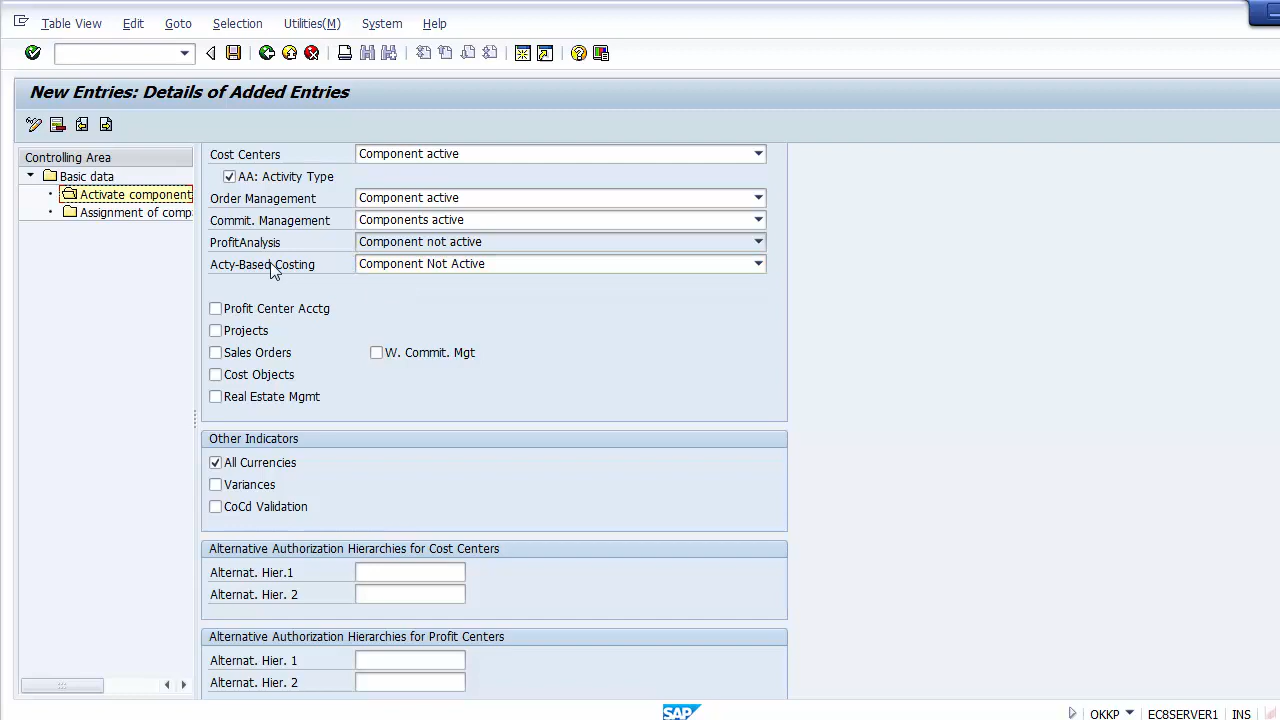 Table View Edit Goto Selection Utilities(M) System Help
New Entries: Details of Added Entries
Controlling Area
Basic data
Activate component
Assignment of comp
Cost Centers Component active
AA: Activity Type
Order Management Component active
Commit. Management Components active
ProfitAnalysis Component not active
Acty-Based Costing Component Not Active
Profit Center Acctg
Projects
Sales Orders W. Commit. Mgt
Cost Objects
Real Estate Mgmt
Other Indicators
All Currencies
Variances
CoCd Validation
Alternative Authorization Hierarchies for Cost Centers
Alternat. Hier.1
Alternat. Hier. 2
Alternative Authorization Hierarchies for Profit Centers
Alternat. Hier. 1
Alternat. Hier. 2
SAP OKKP EC8SERVER1 INS